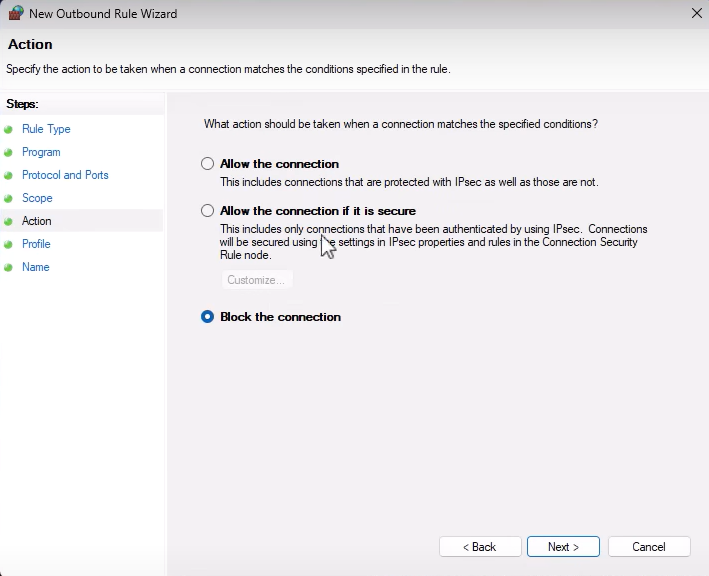 New Outbound Rule Wizard
Action
Specify the action to be taken when a connection matches the conditions specified in the rule.
Steps:
Rule Type
Program
Protocol and Ports
Scope
Action
Profile
Name
What action should be taken when a connection matches the specified conditions?
Allow the connection
This includes connections that are protected with IPsec as well as those are not.
Allow the connection if it is secure
This includes only connections that have been authenticated by using IPsec. Connections
will be secured using the settings in IPsec properties and rules in the Connection Security
Rule node.
Customize...
Block the connection
< Back
Next >
Cancel